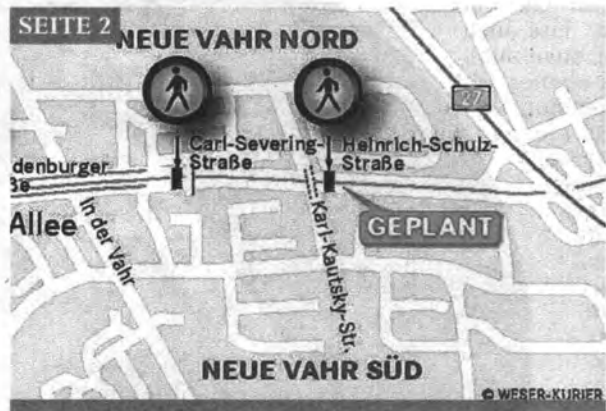 SEITE 2
NEUE VAHR NORD
27
Carl-Severing-
Straße
Heinrich-Schulz-
Straße
denburger
ße
Allee
In der Vahr
Karl-Kautsky-Str.
GEPLANT
NEUE VAHR SÜD
© WESER-KURIER